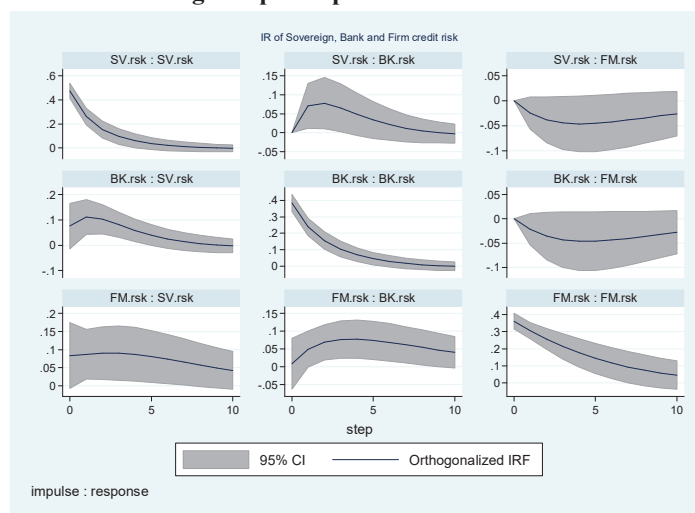 IR of Sovereign, Bank and Firm credit risk
SV.rsk : SV.rsk
SV.rsk : BK.rsk
SV.rsk : FM.rsk
.6
.4
.2
0
.15
.1
.05
0
-.05
.05
0
-.05
-.1
BK.rsk : SV.rsk
BK.rsk : BK.rsk
BK.rsk : FM.rsk
.2
.1
0
-.1
.4
.3
.2
.1
0
.05
0
-.05
-.1
FM.rsk : SV.rsk
FM.rsk : BK.rsk
FM.rsk : FM.rsk
.2
.15
.1
.05
0
.15
.1
.05
0
-.05
.4
.3
.2
.1
0
0 5 10
0 5 10
0 5 10
step
95% CI
Orthogonalized IRF
impulse : response